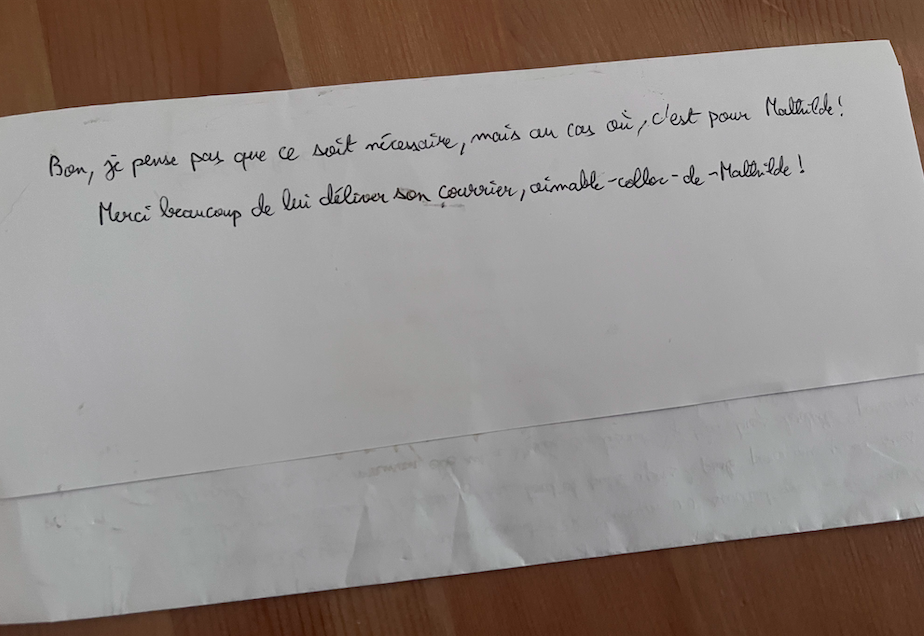 Bon, je pense pas que ce soit nécessaire, mais au cas où, c'est pour Mathilde!
Merci beaucoup de lui délivrer son courrier, aimable-colloc-de-Mathilde!